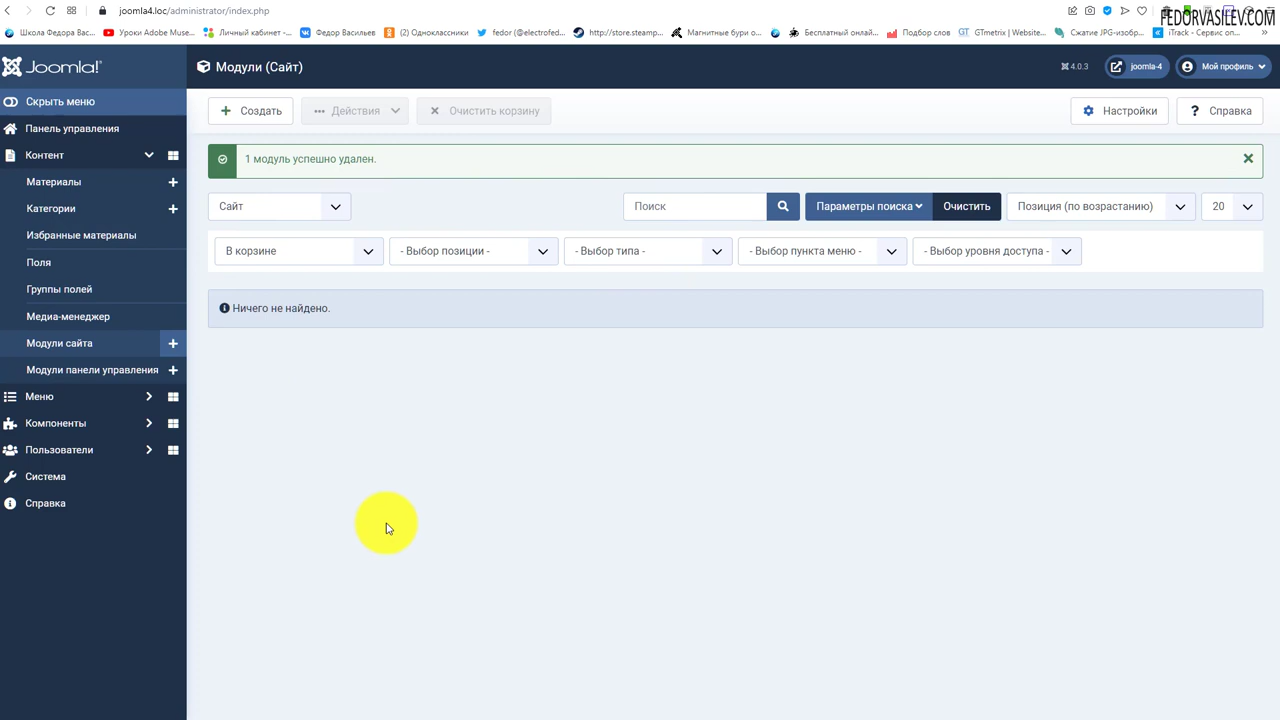 joomla4.loc/administrator/index.php
FEDORVASILEV.COM
Школа Федора Вас...
Уроки Adobe Muse...
Личный кабинет -...
Федор Васильев
(2) Одноклассники
fedor (@electrofed...
http://store.steamp...
Магнитные бури о...
Бесплатный онлай...
Подбор слов
GTmetrix | Website...
Сжатие JPG-изобр...
iTrack - Сервис оп...
Joomla!
Модули (Сайт)
4.0.3
joomla-4
Мой профиль
Скрыть меню
Создать
Действия
Очистить корзину
Настройки
? Справка
Панель управления
Контент
1 модуль успешно удален.
Материалы
Категории
Сайт
Поиск
Параметры поиска
Очистить
Позиция (по возрастанию)
20
Избранные материалы
В корзине
- Выбор позиции -
- Выбор типа -
- Выбор пункта меню -
- Выбор уровня доступа -
Поля
Группы полей
Медиа-менеджер
Ничего не найдено.
Модули сайта
Модули панели управления
Меню
Компоненты
Пользователи
Система
Справка